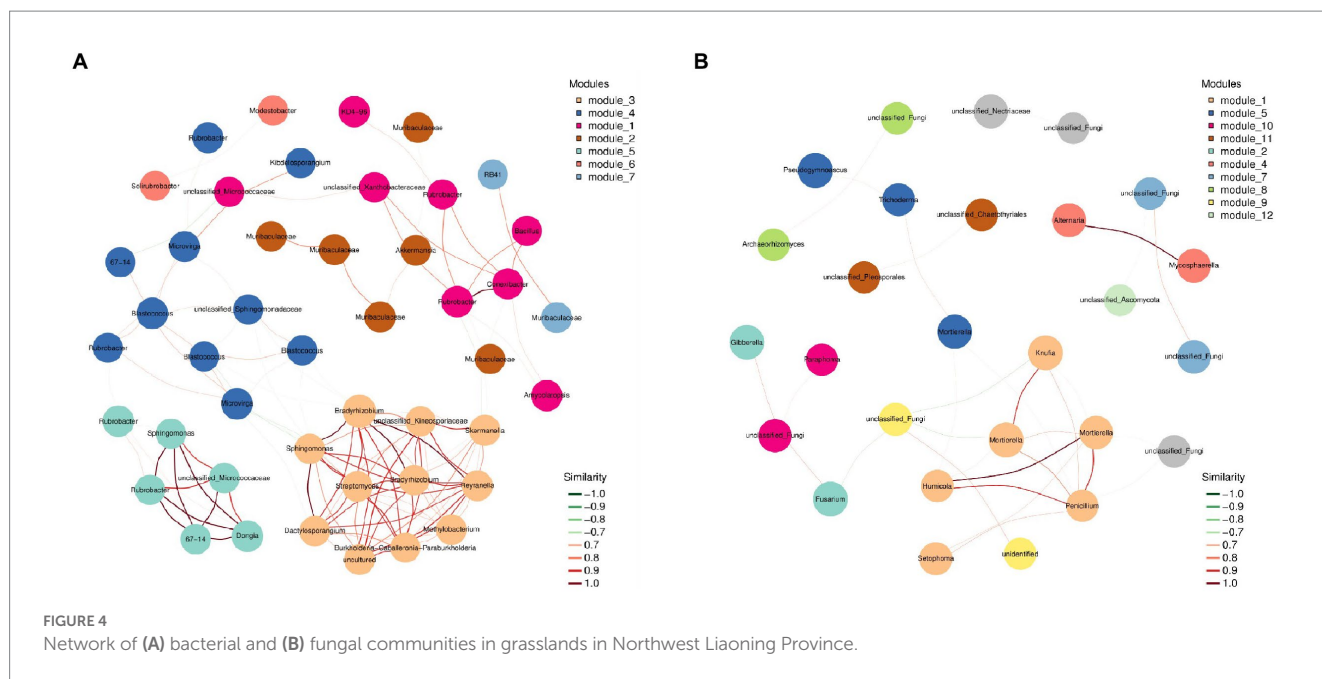 A
B
Modules
module_3
module_4
module_1
module_2
module_5
module_6
module_7
Modestobacter
KD4-96
Muribaculaceae
Rubrobacter
Kibdelosporangium
Solirubrobacter
unclassified_Micrococcaceae
unclassified_Xanthobacteraceae
Rubrobacter
RB41
Bacillus
Microvirga
Muribaculaceae
Muribaculaceae
Akkermansia
67-14
Rubrobacter
Blastococcus
unclassified_Sphingomonadaceae
Muribaculaceae
Muribaculaceae
Rubrobacter
Blastococcus
Blastococcus
Muribaculaceae
Microvirga
Amycolatopsis
Rubrobacter
Sphingomonas
Bradyrhizobium
unclassified_Kineosporiaceae
Skermanella
Sphingomonas
unclassified_Micrococcaceae
Rubrobacter
Streptomyces
Bradyrhizobium
Reyranella
67-14
Dongia
Dactylosporangium
Methylobacterium
Burkholderia-Caballeronia-Paraburkholderia
uncultured
Similarity
-1.0
-0.9
-0.8
-0.7
0.7
0.8
0.9
1.0
Modules
module_1
module_5
module_10
module_11
module_2
module_4
module_7
module_8
module_9
module_12
unclassified_Fungi
unclassified_Nectriaceae
unclassified_Fungi
Pseudogymnoascus
Trichoderma
unclassified_Chaetothyriales
unclassified_Fungi
Alternaria
Archaeorhizomyces
unclassified_Pleosporales
Mycosphaerella
unclassified_Ascomycota
Gibberella
Mortierella
Knufia
unclassified_Fungi
Paraphoma
unclassified_Fungi
unclassified_Fungi
Mortierella
Mortierella
unclassified_Fungi
Fusarium
Humicola
Penicillium
Setophoma
unidentified
Similarity
-1.0
-0.9
-0.8
-0.7
0.7
0.8
0.9
1.0
FIGURE 4
Network of (A) bacterial and (B) fungal communities in grasslands in Northwest Liaoning Province.